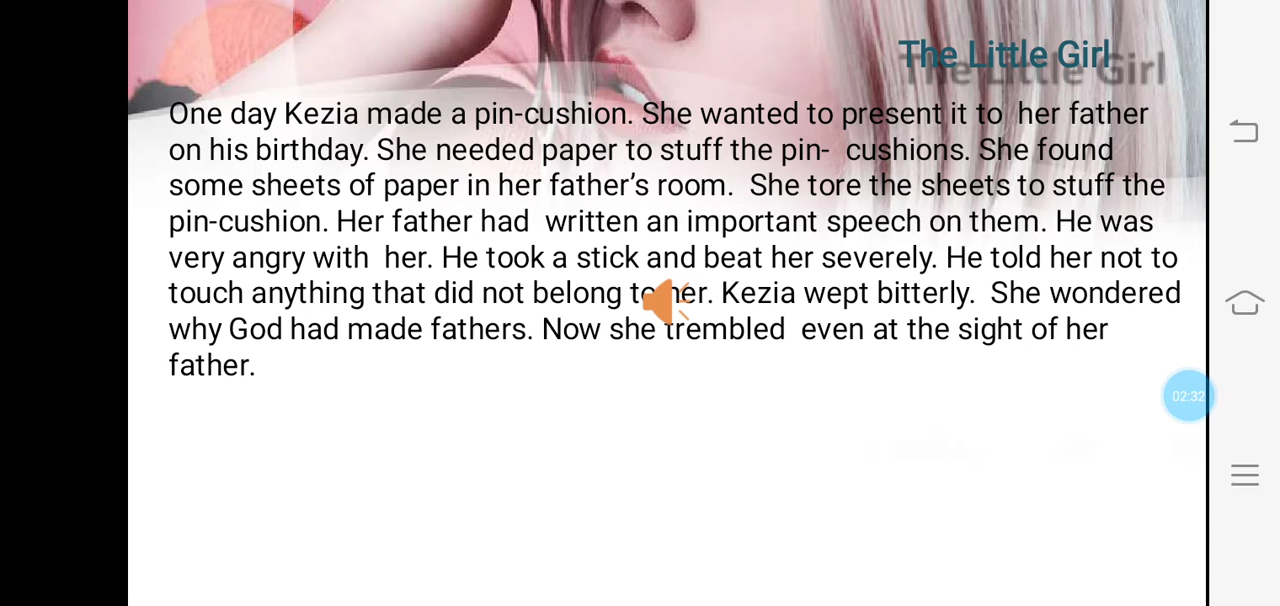 The Little Girl
One day Kezia made a pin-cushion. She wanted to present it to her father
on his birthday. She needed paper to stuff the pin- cushions. She found
some sheets of paper in her father’s room. She tore the sheets to stuff the
pin-cushion. Her father had written an important speech on them. He was
very angry with her. He took a stick and beat her severely. He told her not to
touch anything that did not belong to her. Kezia wept bitterly. She wondered
why God had made fathers. Now she trembled even at the sight of her
father.
02:32